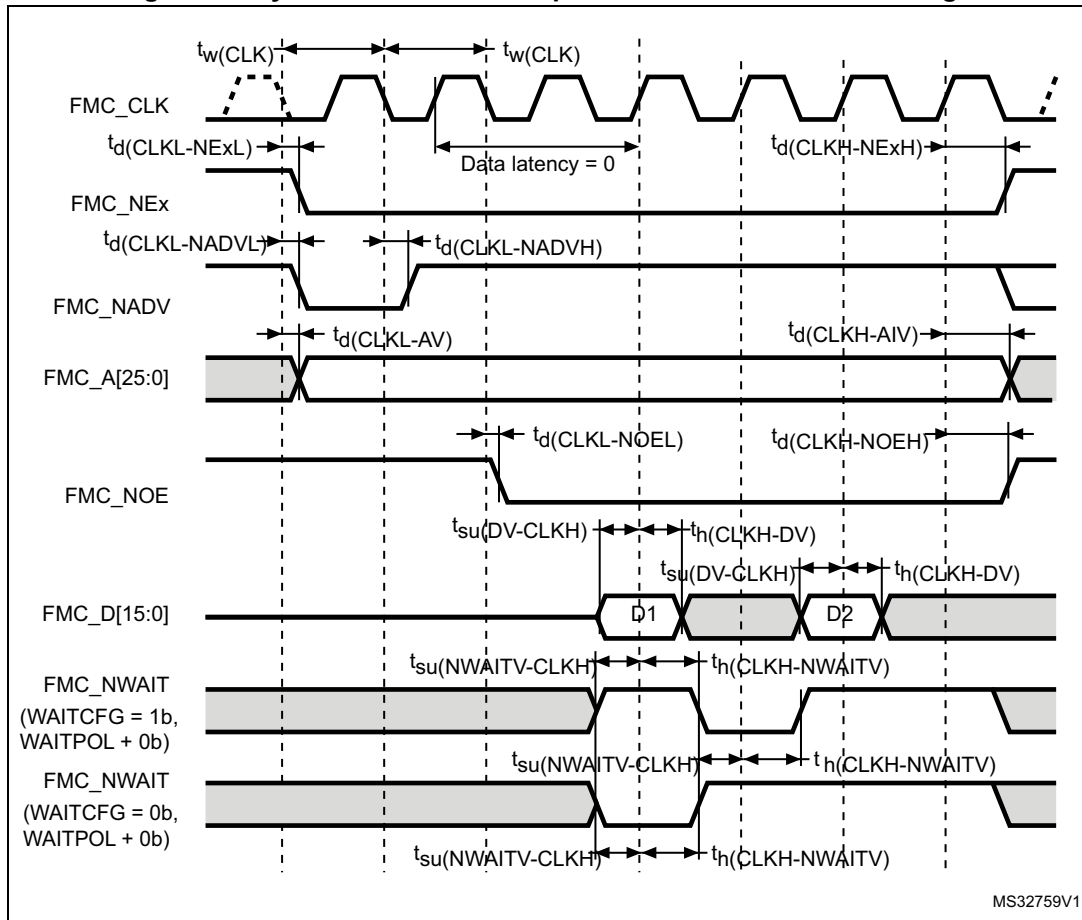 tw(CLK)
tw(CLK)
FMC_CLK
td(CLKL-NExL)
Data latency = 0
td(CLKH-NExH)
FMC_NEx
td(CLKL-NADVL)
td(CLKL-NADVH)
FMC_NADV
td(CLKL-AV)
td(CLKH-AIV)
FMC_A[25:0]
td(CLKL-NOEL)
td(CLKH-NOEH)
FMC_NOE
tsu(DV-CLKH)
th(CLKH-DV)
tsu(DV-CLKH)
th(CLKH-DV)
FMC_D[15:0]
D1
D2
tsu(NWAITV-CLKH)
th(CLKH-NWAITV)
FMC_NWAIT
(WAITCFG = 1b,
WAITPOL + 0b)
tsu(NWAITV-CLKH)
t h(CLKH-NWAITV)
FMC_NWAIT
(WAITCFG = 0b,
WAITPOL + 0b)
tsu(NWAITV-CLKH)
th(CLKH-NWAITV)
MS32759V1